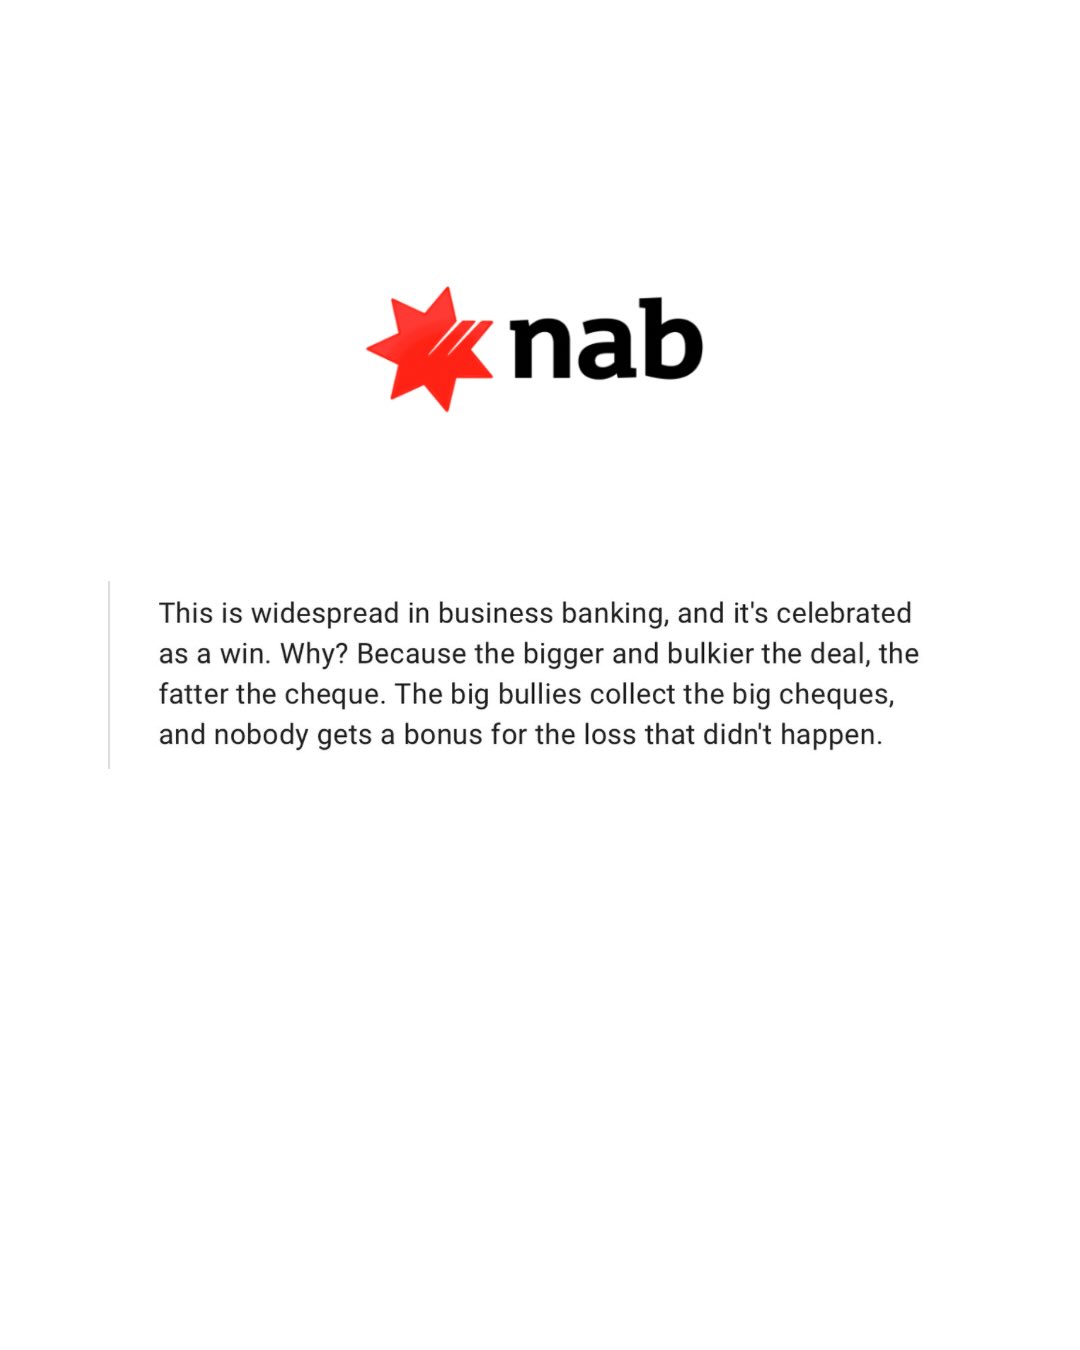 nab
This is widespread in business banking, and it's celebrated
as a win. Why? Because the bigger and bulkier the deal, the
fatter the cheque. The big bullies collect the big cheques,
and nobody gets a bonus for the loss that didn't happen.